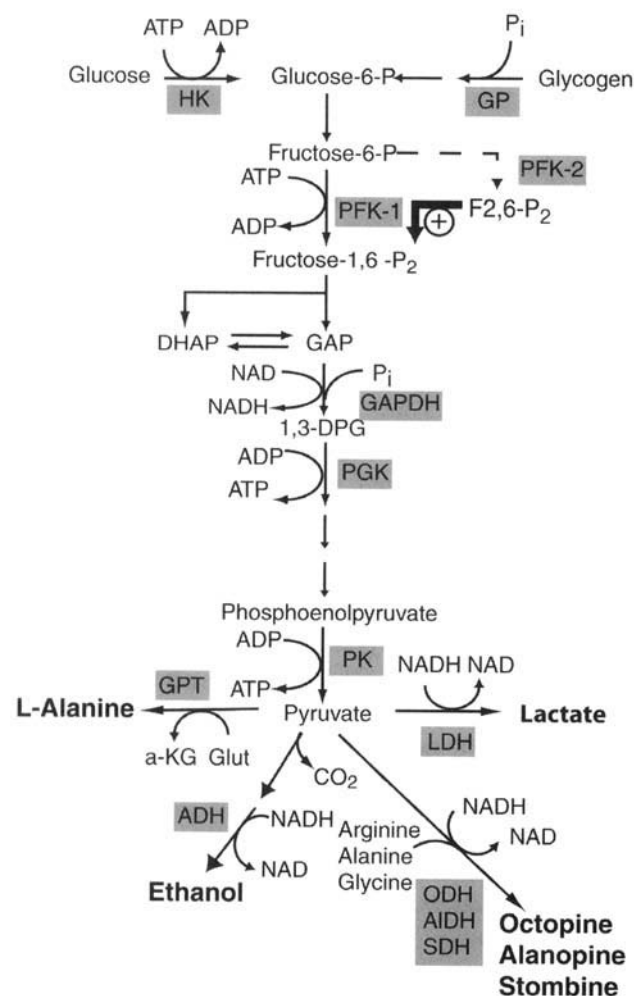 ATP ADP
P i
Glucose
HK
Glucose-6-P
GP
Glycogen
Fructose-6-P
PFK-2
ATP
ADP
PFK-1
+
F2,6-P2
Fructose-1,6 -P2
DHAP
GAP
NAD
NADH
Pi
GAPDH
1,3-DPG
ADP
ATP
PGK
Phosphoenolpyruvate
ADP
ATP
PK
NADH NAD
GPT
L-Alanine
Pyruvate
Lactate
LDH
a-KG Glut
CO2
ADH
NADH
NAD
Ethanol
Arginine
Alanine
Glycine
NADH
NAD
ODH
AlDH
SDH
Octopine
Alanopine
Stombine